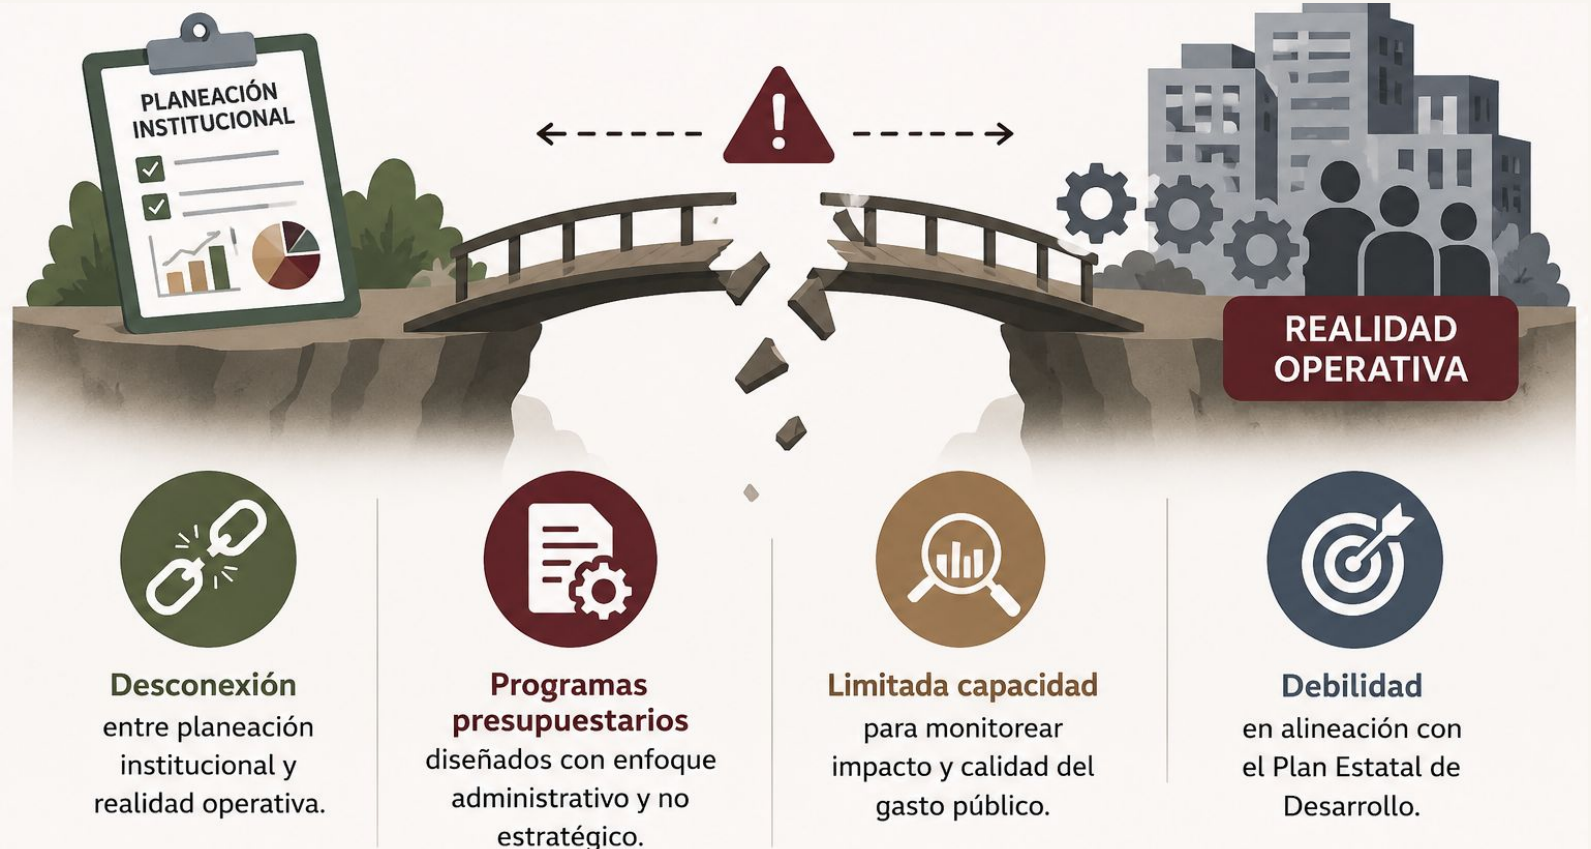 PLANEACIÓN
INSTITUCIONAL
REALIDAD
OPERATIVA
Desconexión
entre planeación
institucional y
realidad operativa.
Programas
presupuestarios
diseñados con enfoque
administrativo y no
estratégico.
Limitada capacidad
para monitorear
impacto y calidad del
gasto público.
Debilidad
en alineación con
el Plan Estatal de
Desarrollo.